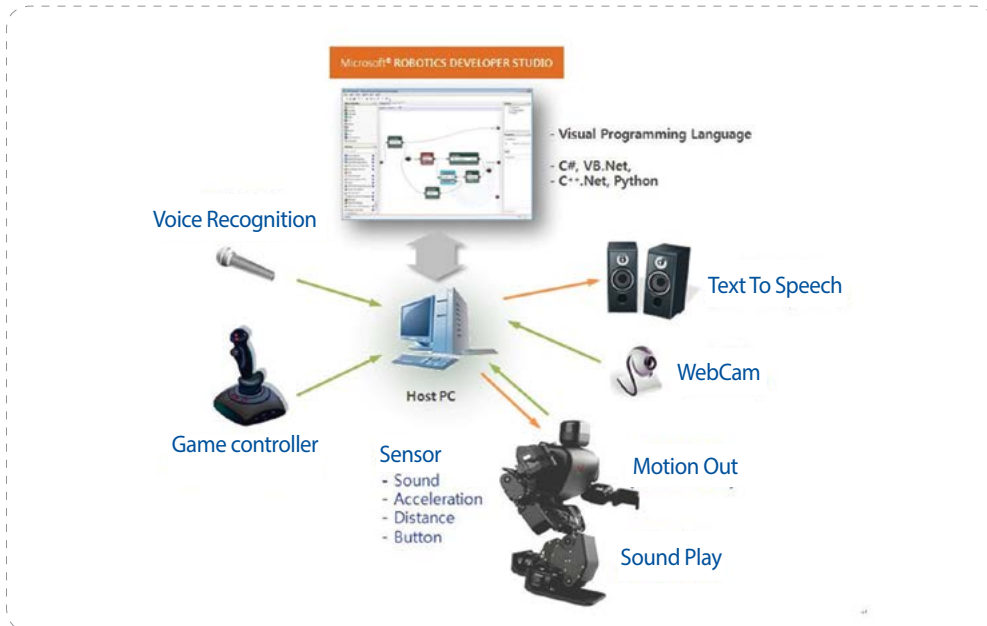 Microsoft® ROBOTICS DEVELOPER STUDIO
- Visual Programming Language
- C#, VB.Net,
- C++.Net, Python
Voice Recognition
Text To Speech
WebCam
Host PC
Game controller
Sensor
- Sound
- Acceleration
- Distance
- Button
Motion Out
Sound Play